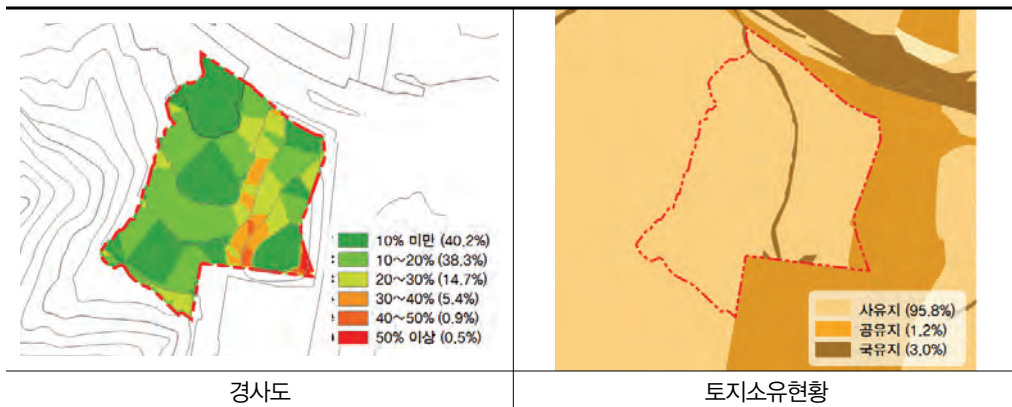 10% 미만 (40.2%)
10~20% (38.3%)
20~30% (14.7%)
30~40% (5.4%)
40~50% (0.9%)
50% 이상 (0.5%)
사유지 (95.8%)
공유지 (1.2%)
국유지 (3.0%)
경사도
토지소유현황